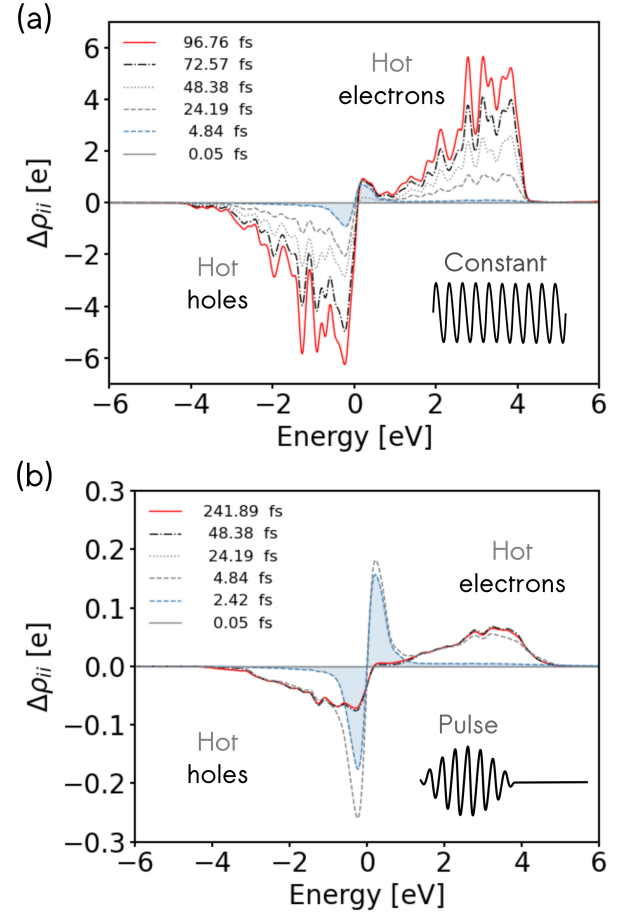 (a)
96.76 fs
72.57 fs
48.38 fs
24.19 fs
4.84 fs
0.05 fs
Hot
electrons
Hot
holes
Constant
6
4
2
0
−2
−4
−6
Δρii [e]
−6 −4 −2 0 2 4 6
Energy [eV]
(b)
241.89 fs
48.38 fs
24.19 fs
4.84 fs
2.42 fs
0.05 fs
Hot
electrons
Hot
holes
Pulse
0.3
0.2
0.1
0.0
−0.1
−0.2
−0.3
Δρii [e]
−6 −4 −2 0 2 4 6
Energy [eV]